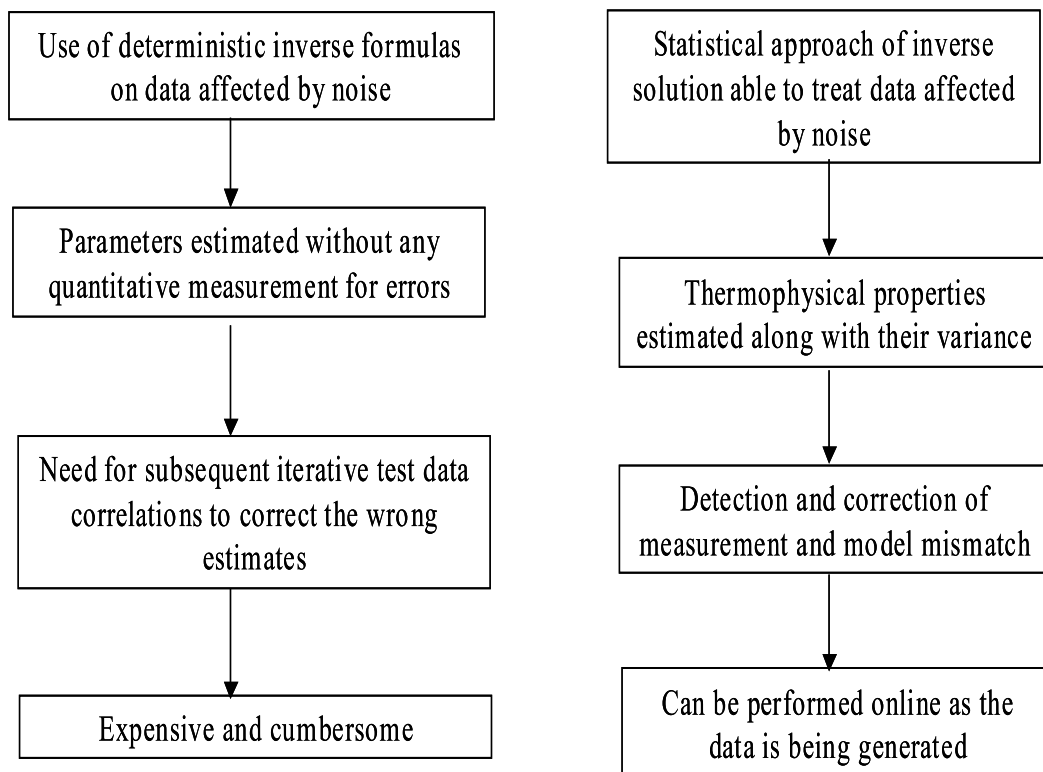 Use of deterministic inverse formulas
on data affected by noise
Parameters estimated without any
quantitative measurement for errors
Need for subsequent iterative test data
correlations to correct the wrong
estimates
Expensive and cumbersome
Statistical approach of inverse
solution able to treat data affected
by noise
Thermophysical properties
estimated along with their variance
Detection and correction of
measurement and model mismatch
Can be performed online as the
data is being generated